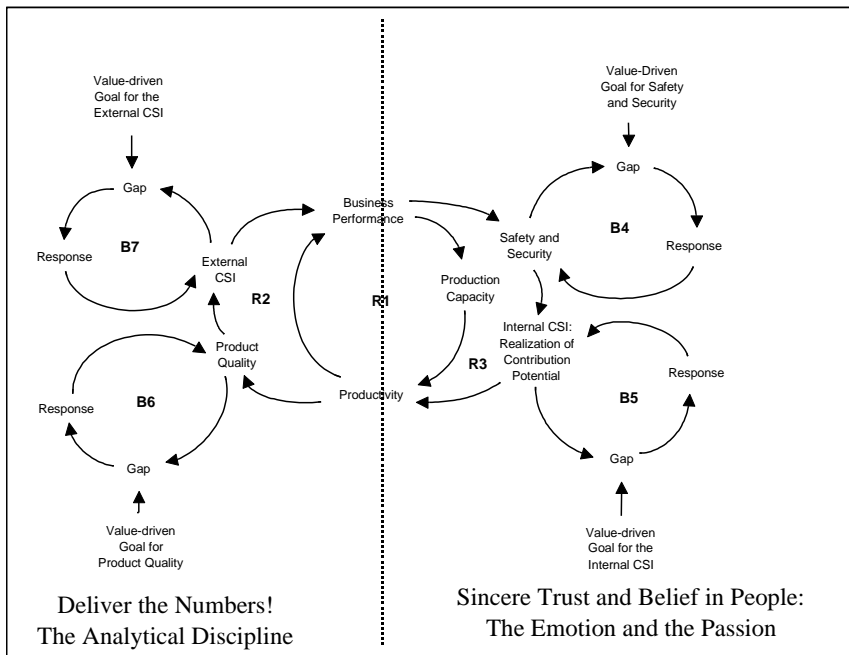 Value-driven
Goal for the
External CSI
Gap
B7
Response
External
CSI
R2
Product
Quality
Response
B6
Gap
Value-driven
Goal for
Product Quality
Business
Performance
R1
Production
Capacity
R3
Productivity
Value-Driven
Goal for Safety
and Security
Gap
B4
Safety and
Security
Response
Internal CSI:
Realization of
Contribution
Potential
Response
B5
Gap
Value-driven
Goal for the
Internal CSI
Deliver the Numbers!
The Analytical Discipline
Sincere Trust and Belief in People:
The Emotion and the Passion